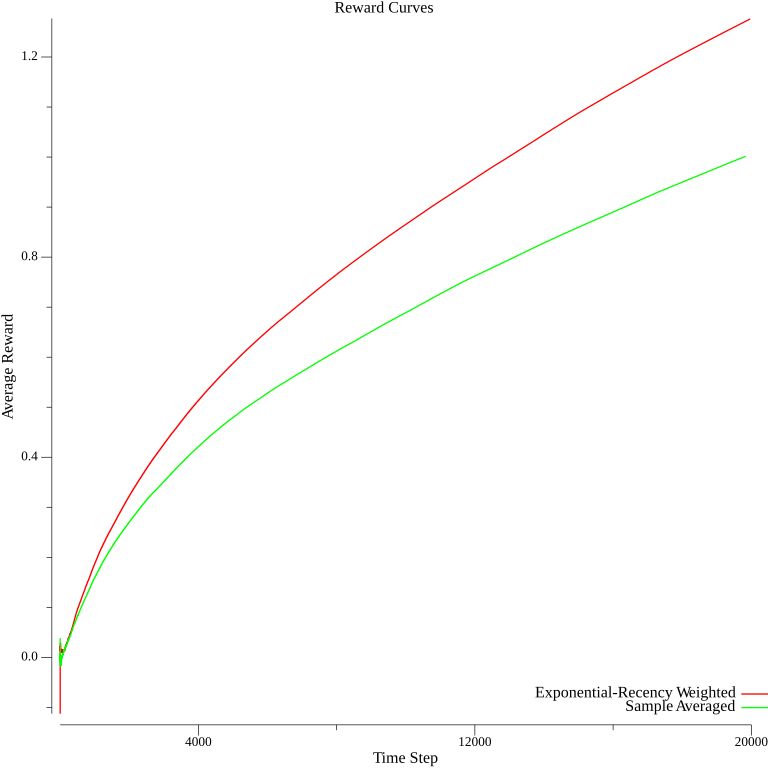 Reward Curves
1.2
0.8
0.4
0.0
Average Reward
Exponential-Recency Weighted
Sample Averaged
4000
12000
20000
Time Step